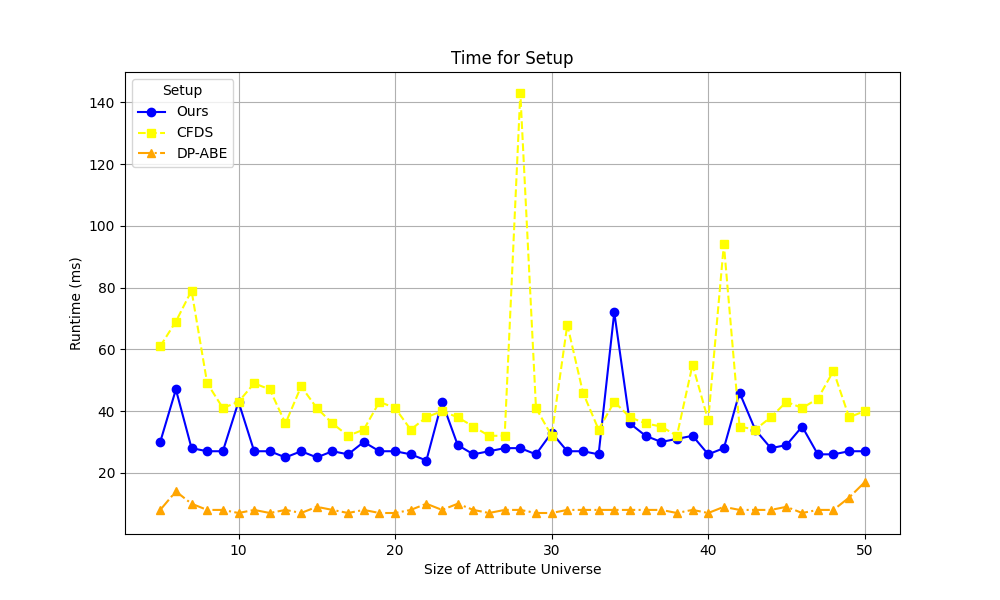 Time for Setup
Setup
Ours
CFDS
DP-ABE
140
120
100
80
60
40
20
Runtime (ms)
10 20 30 40 50
Size of Attribute Universe